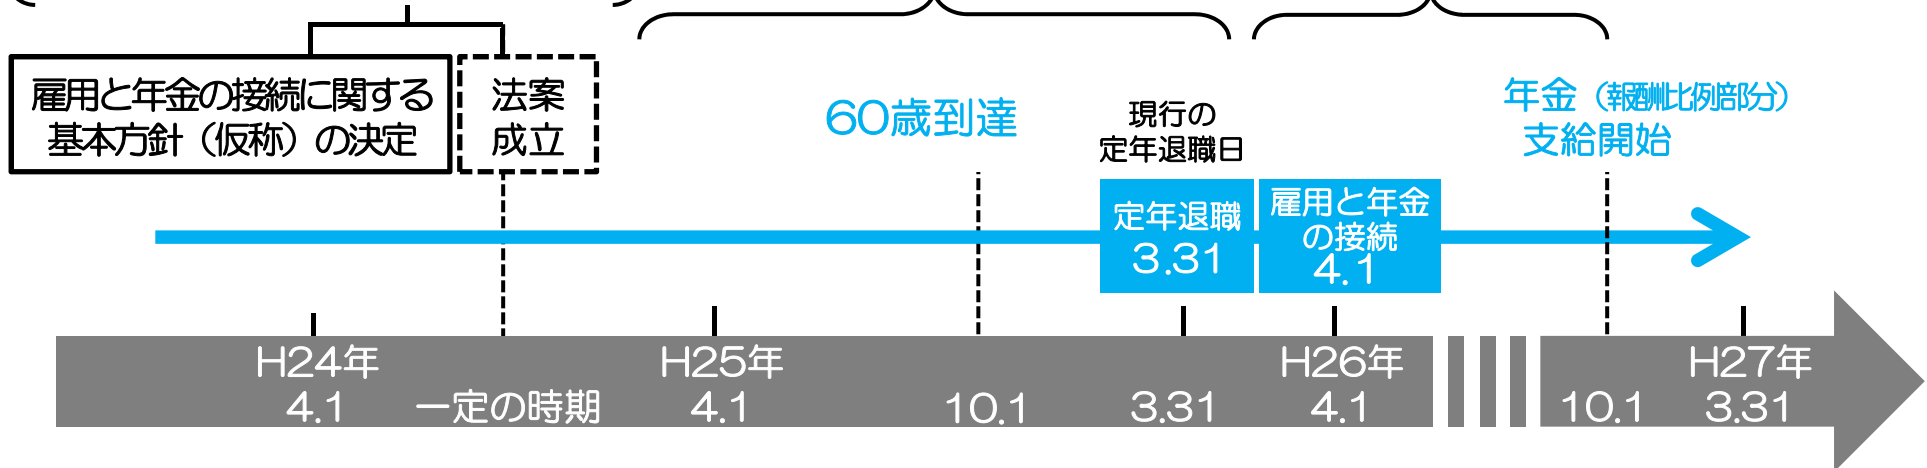 雇用と年金の接続に関する
基本方針（仮称）の決定
法案
成立
60歳到達
現行の
定年退職日
年金（報酬比例部分）
支給開始
定年退職
3.31
雇用と年金
の接続
4.1
H24年
4.1
一定の時期
H25年
4.1
10.1
3.31
H26年
4.1
10.1
H27年
3.31